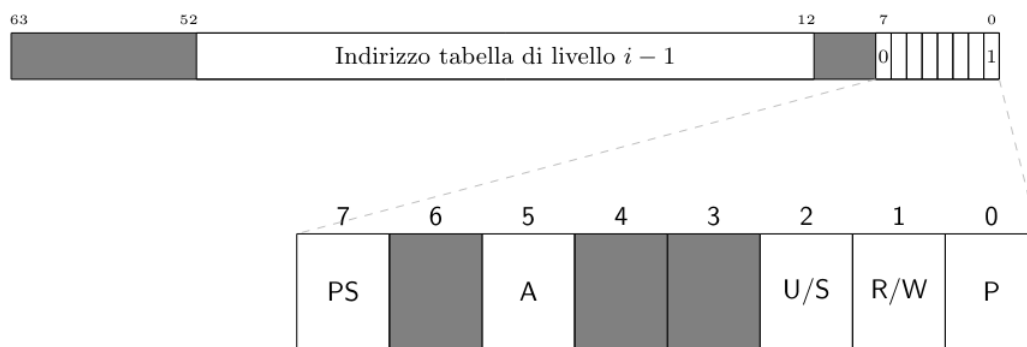 63 52 12 7 0
Indirizzo tabella di livello i − 1 0 1
7 6 5 4 3 2 1 0
PS A U/S R/W P